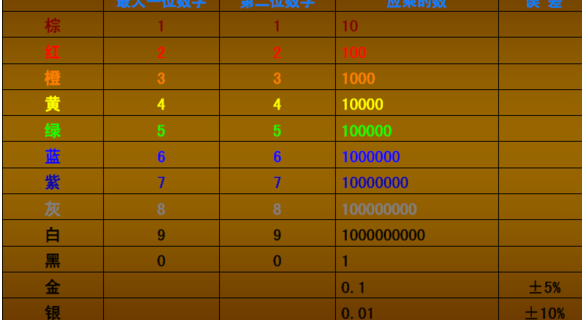 最大一位数字 第二位数字 应乘的数 误 差
棕 1 1 10
红 2 2 100
橙 3 3 1000
黄 4 4 10000
绿 5 5 100000
蓝 6 6 1000000
紫 7 7 10000000
灰 8 8 100000000
白 9 9 1000000000
黑 0 0 1
金 0.1 ±5%
银 0.01 ±10%